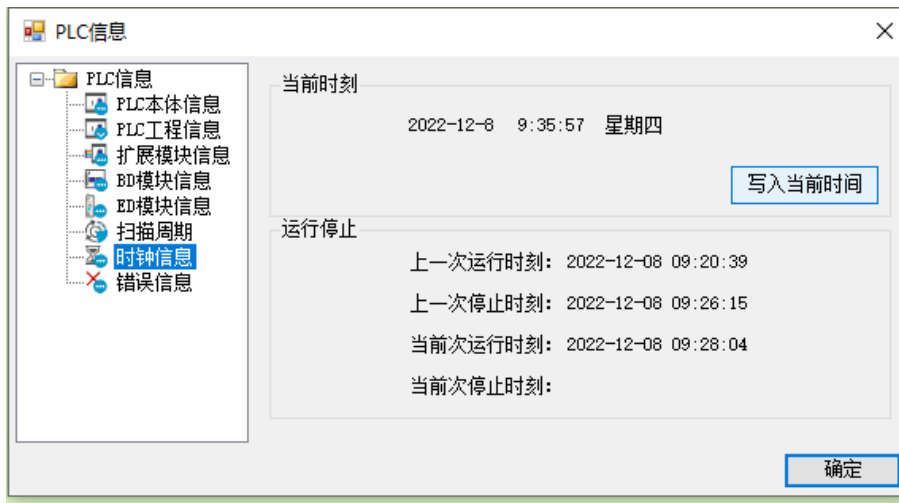 PLC信息
PLC信息
PLC本体信息
PLC工程信息
扩展模块信息
BD模块信息
ED模块信息
扫描周期
时钟信息
错误信息
当前时刻
2022-12-8 9:35:57 星期四
写入当前时间
运行停止
上一次运行时刻: 2022-12-08 09:20:39
上一次停止时刻: 2022-12-08 09:26:15
当前次运行时刻: 2022-12-08 09:28:04
当前次停止时刻:
确定